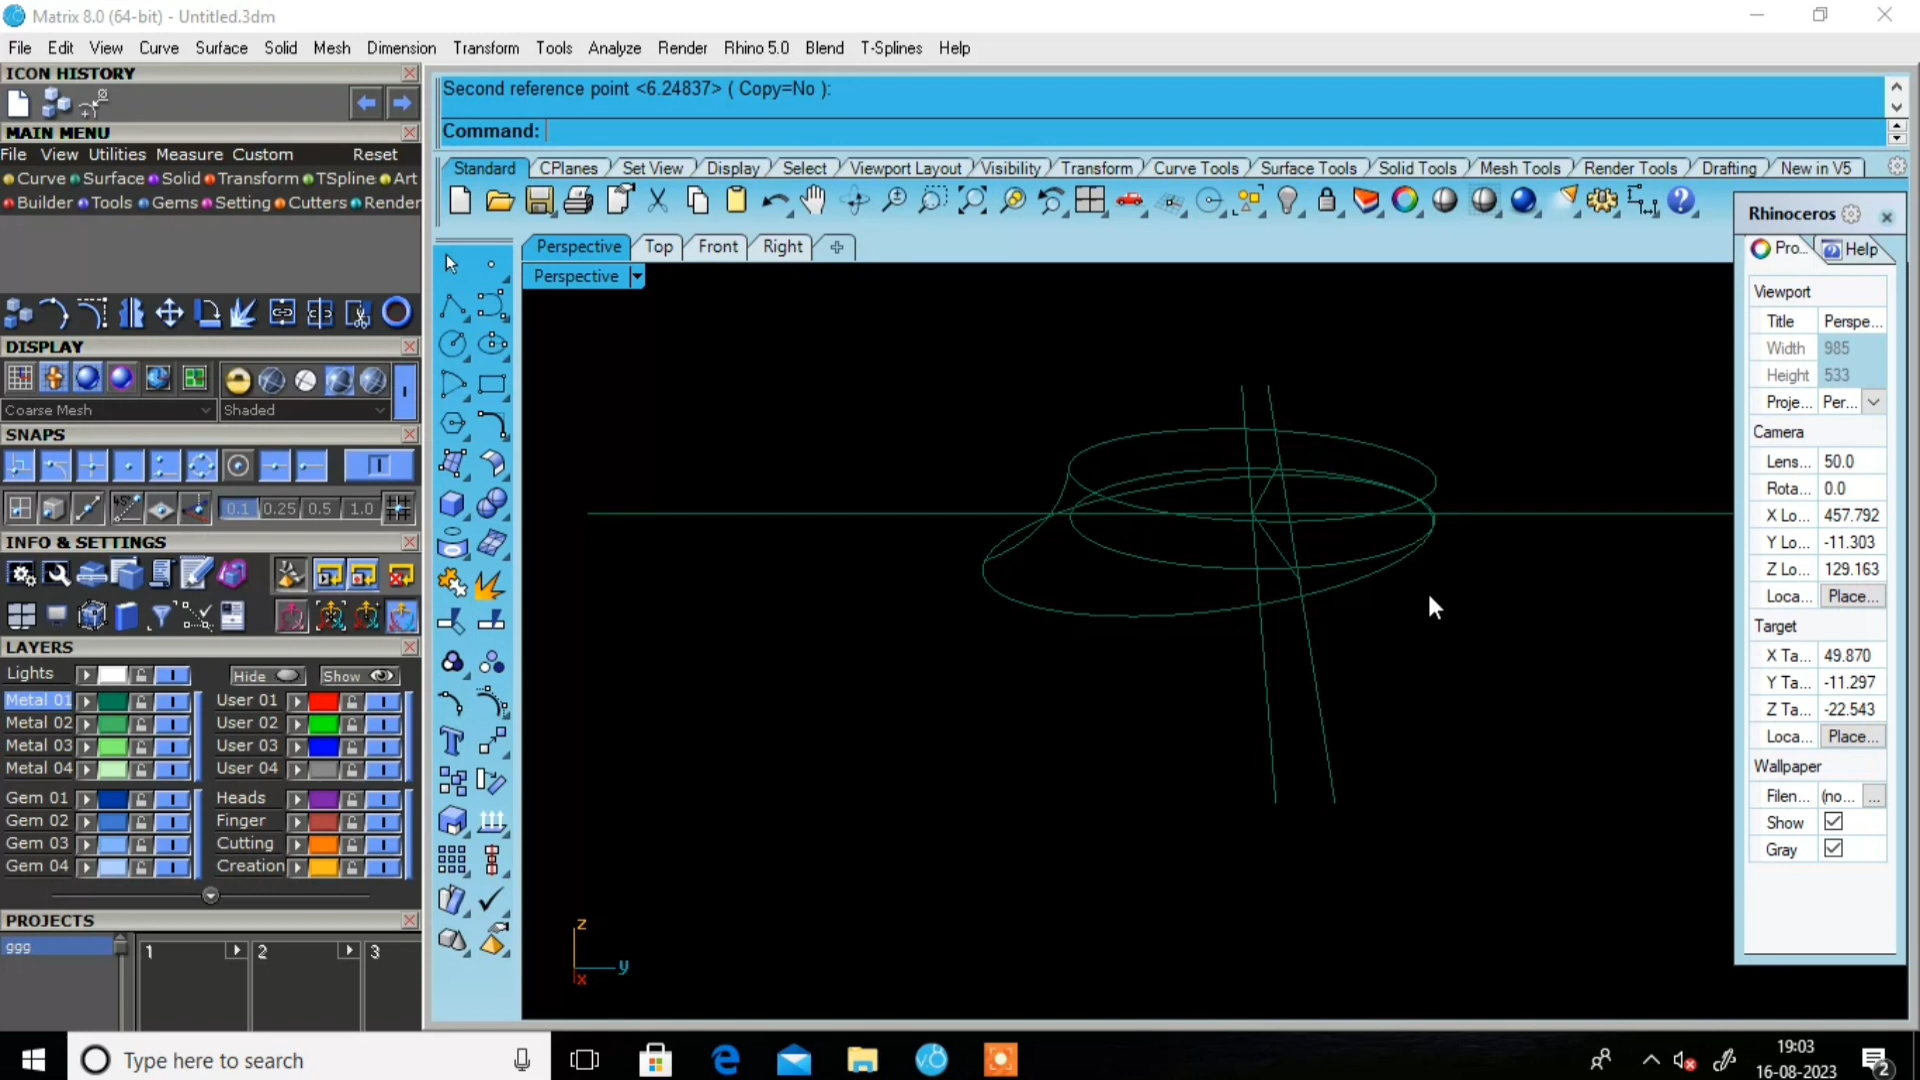 Matrix 8.0 (64-bit) - Untitled.3dm
File Edit View Curve Surface Solid Mesh Dimension Transform Tools Analyze Render Rhino 5.0 Blend T-Splines Help
ICON HISTORY
MAIN MENU
File View Utilities Measure Custom Reset
Curve Surface Solid Transform TSpline Art
Builder Tools Gems Setting Cutters Render
DISPLAY
Coarse Mesh Shaded
SNAPS
45°
0.1 0.25 0.5 1.0
INFO & SETTINGS
LAYERS
Lights Hide Show
Metal 01 User 01
Metal 02 User 02
Metal 03 User 03
Metal 04 User 04
Gem 01 Heads
Gem 02 Finger
Gem 03 Cutting
Gem 04 Creation
PROJECTS
ggg 1 2 3
Second reference point <6.24837> ( Copy=No ):
Command:
Standard CPlanes Set View Display Select Viewport Layout Visibility Transform Curve Tools Surface Tools Solid Tools Mesh Tools Render Tools Drafting New in V5
Perspective Top Front Right
Perspective
z
y
x
Rhinoceros
Pro... Help
Viewport
Title Perspe...
Width 985
Height 533
Proje... Per...
Camera
Lens... 50.0
Rota... 0.0
X Lo... 457.792
Y Lo... -11.303
Z Lo... 129.163
Loca... Place...
Target
X Ta... 49.870
Y Ta... -11.297
Z Ta... -22.543
Loca... Place...
Wallpaper
Filen... (no... ...
Show
Gray
Type here to search
19:03
16-08-2023
2